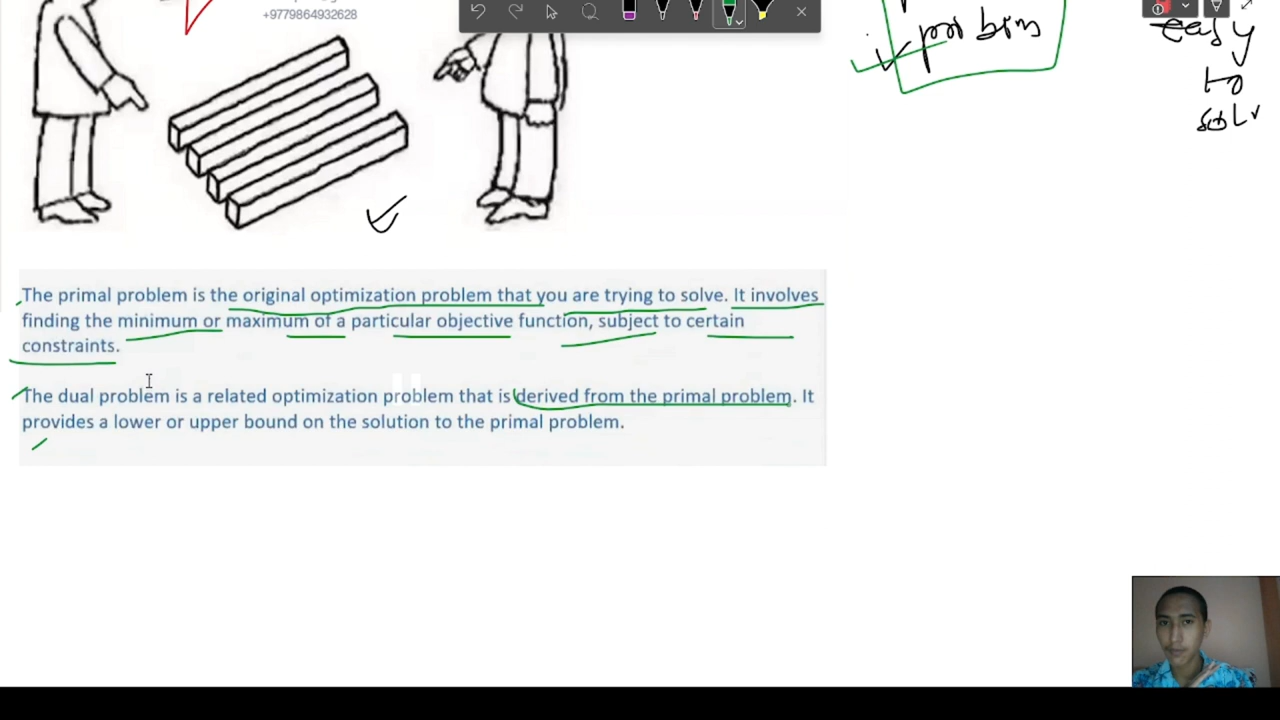 +9779864932628
problem
easy
to
solv
The primal problem is the original optimization problem that you are trying to solve. It involves
finding the minimum or maximum of a particular objective function, subject to certain
constraints.
The dual problem is a related optimization problem that is derived from the primal problem. It
provides a lower or upper bound on the solution to the primal problem.